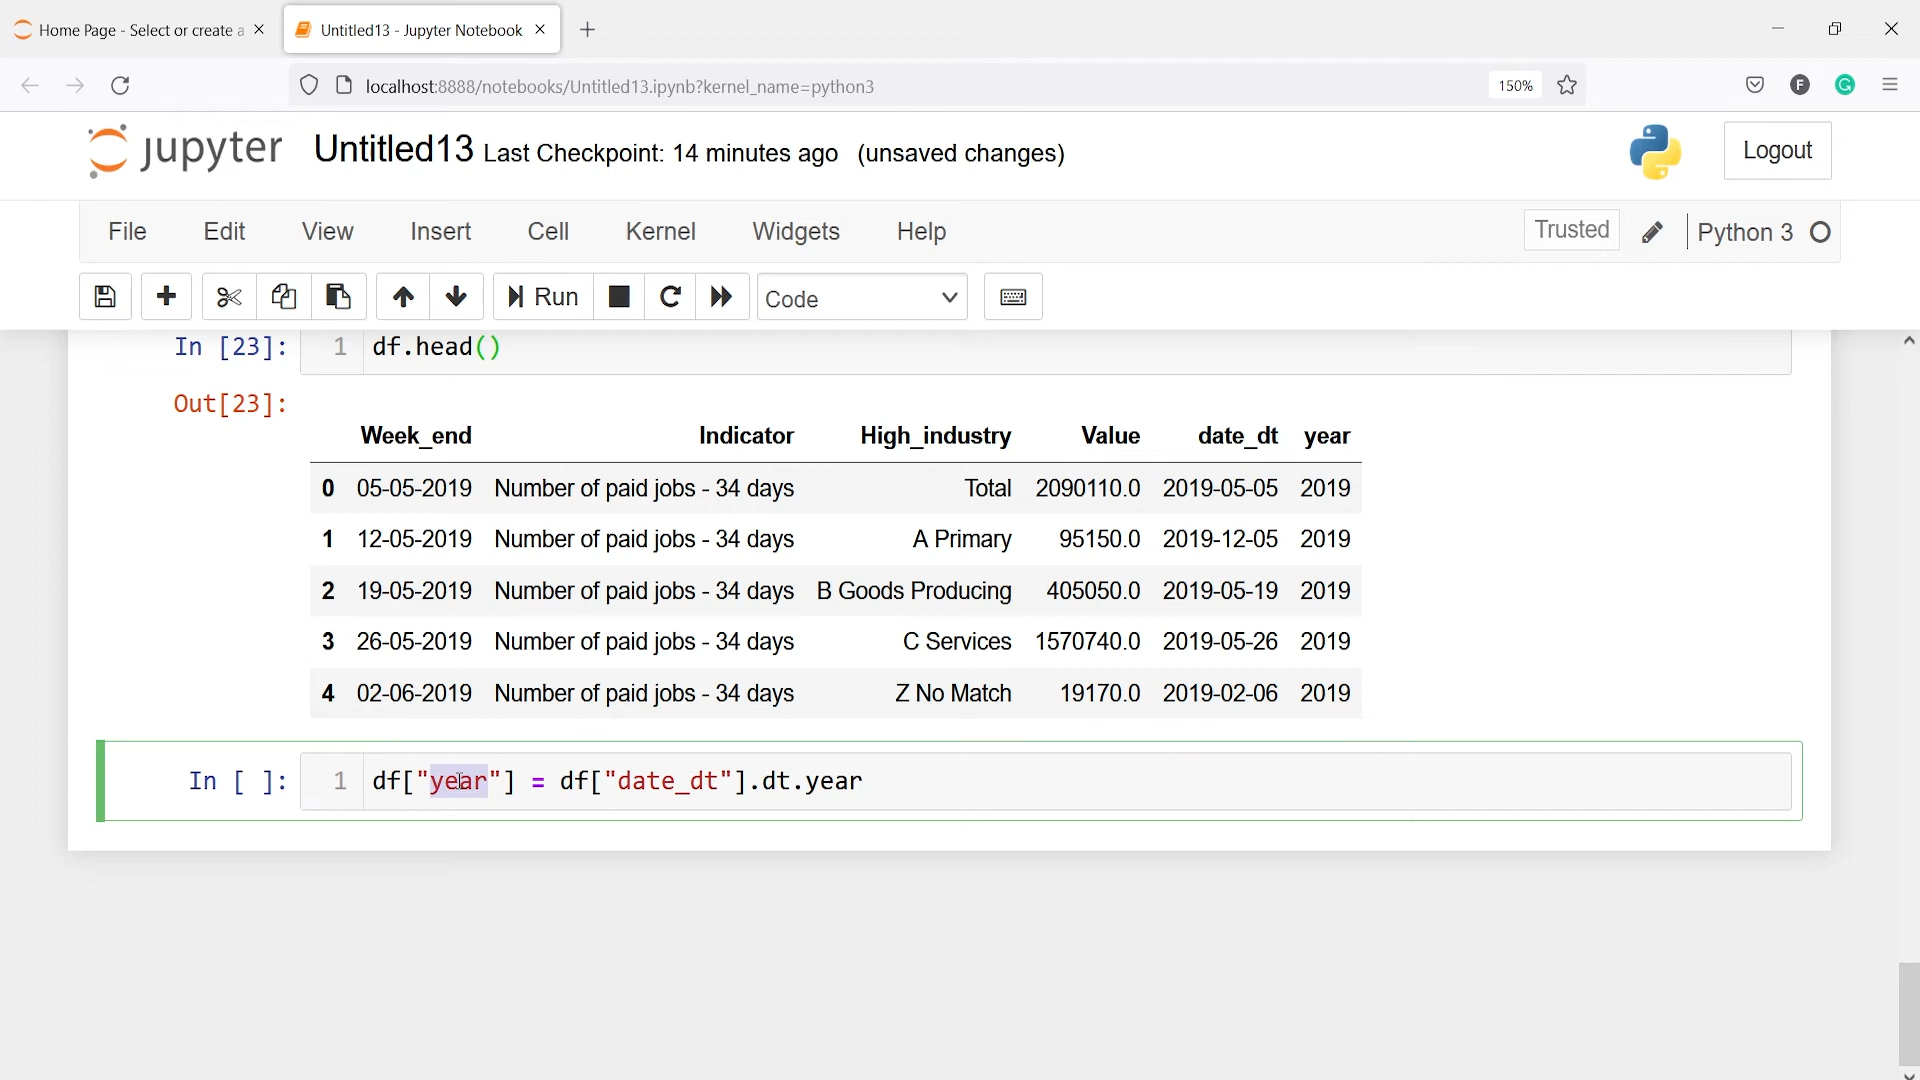 Home Page - Select or create a
Untitled13 - Jupyter Notebook
localhost:8888/notebooks/Untitled13.ipynb?kernel_name=python3
150%
F
G
jupyter Untitled13 Last Checkpoint: 14 minutes ago (unsaved changes)
Logout
File Edit View Insert Cell Kernel Widgets Help
Trusted
Python 3
Run
Code
In [23]: 1 df.head()
Out[23]:
Week_end Indicator High_industry Value date_dt year
0 05-05-2019 Number of paid jobs - 34 days Total 2090110.0 2019-05-05 2019
1 12-05-2019 Number of paid jobs - 34 days A Primary 95150.0 2019-12-05 2019
2 19-05-2019 Number of paid jobs - 34 days B Goods Producing 405050.0 2019-05-19 2019
3 26-05-2019 Number of paid jobs - 34 days C Services 1570740.0 2019-05-26 2019
4 02-06-2019 Number of paid jobs - 34 days Z No Match 19170.0 2019-02-06 2019
In [ ]: 1 df["year"] = df["date_dt"].dt.year